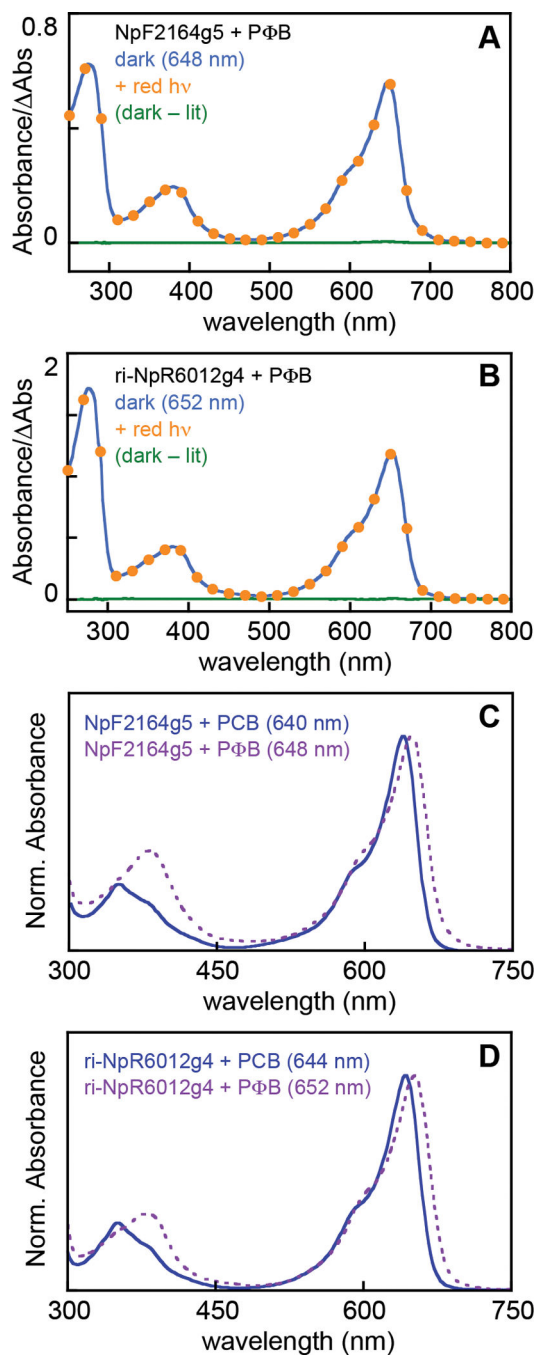 0.8
NpF2164g5 + PΦB
A
dark (648 nm)
+ red hν
(dark – lit)
Absorbance/ΔAbs
0
300 400 500 600 700 800
wavelength (nm)
2
ri-NpR6012g4 + PΦB
B
dark (652 nm)
+ red hν
(dark – lit)
Absorbance/ΔAbs
0
300 400 500 600 700 800
wavelength (nm)
NpF2164g5 + PCB (640 nm)
C
NpF2164g5 + PΦB (648 nm)
Norm. Absorbance
300 450 600 750
wavelength (nm)
ri-NpR6012g4 + PCB (644 nm)
D
ri-NpR6012g4 + PΦB (652 nm)
Norm. Absorbance
300 450 600 750
wavelength (nm)